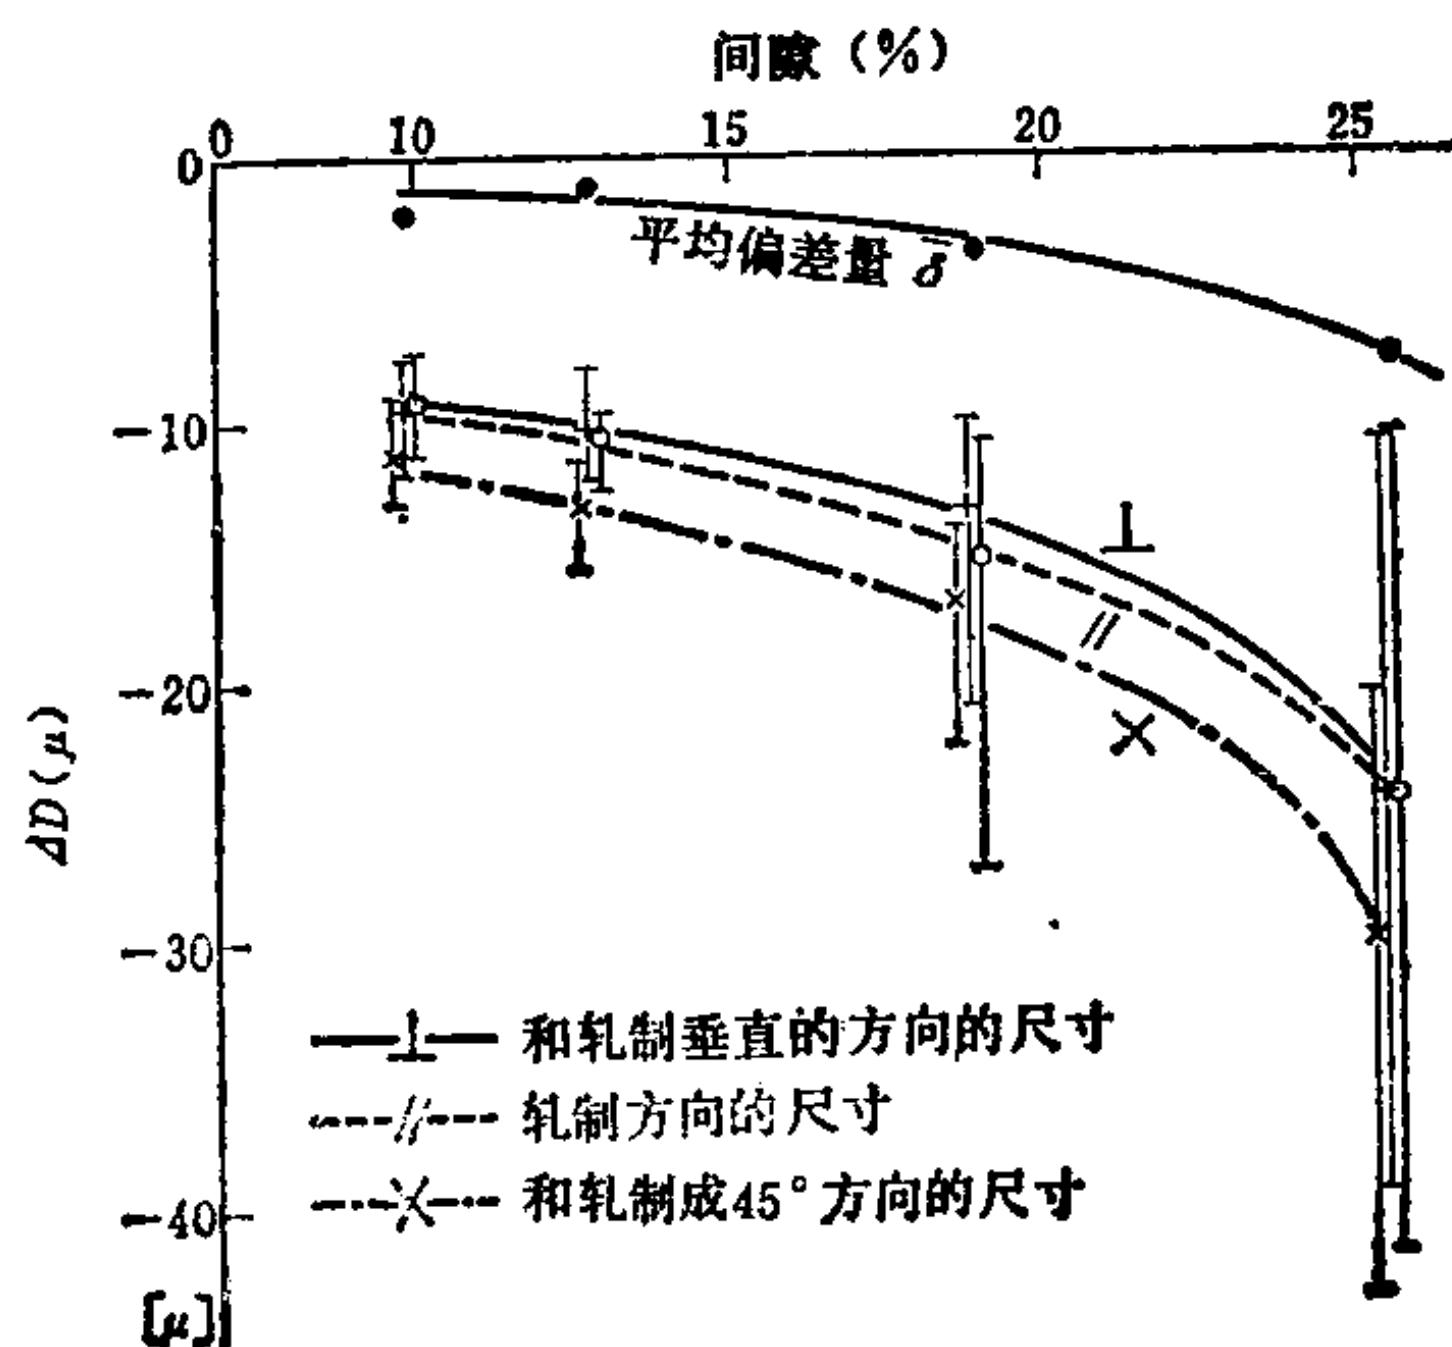 间隙（%）
0 10 15 20 25
0
平均偏差量 δ̄
-10
⊥
//
-20
×
ΔD(μ)
-30
—⊥— 和轧制垂直的方向的尺寸
---//--- 轧制方向的尺寸
—·—×—·— 和轧制成45°方向的尺寸
-40
[μ]